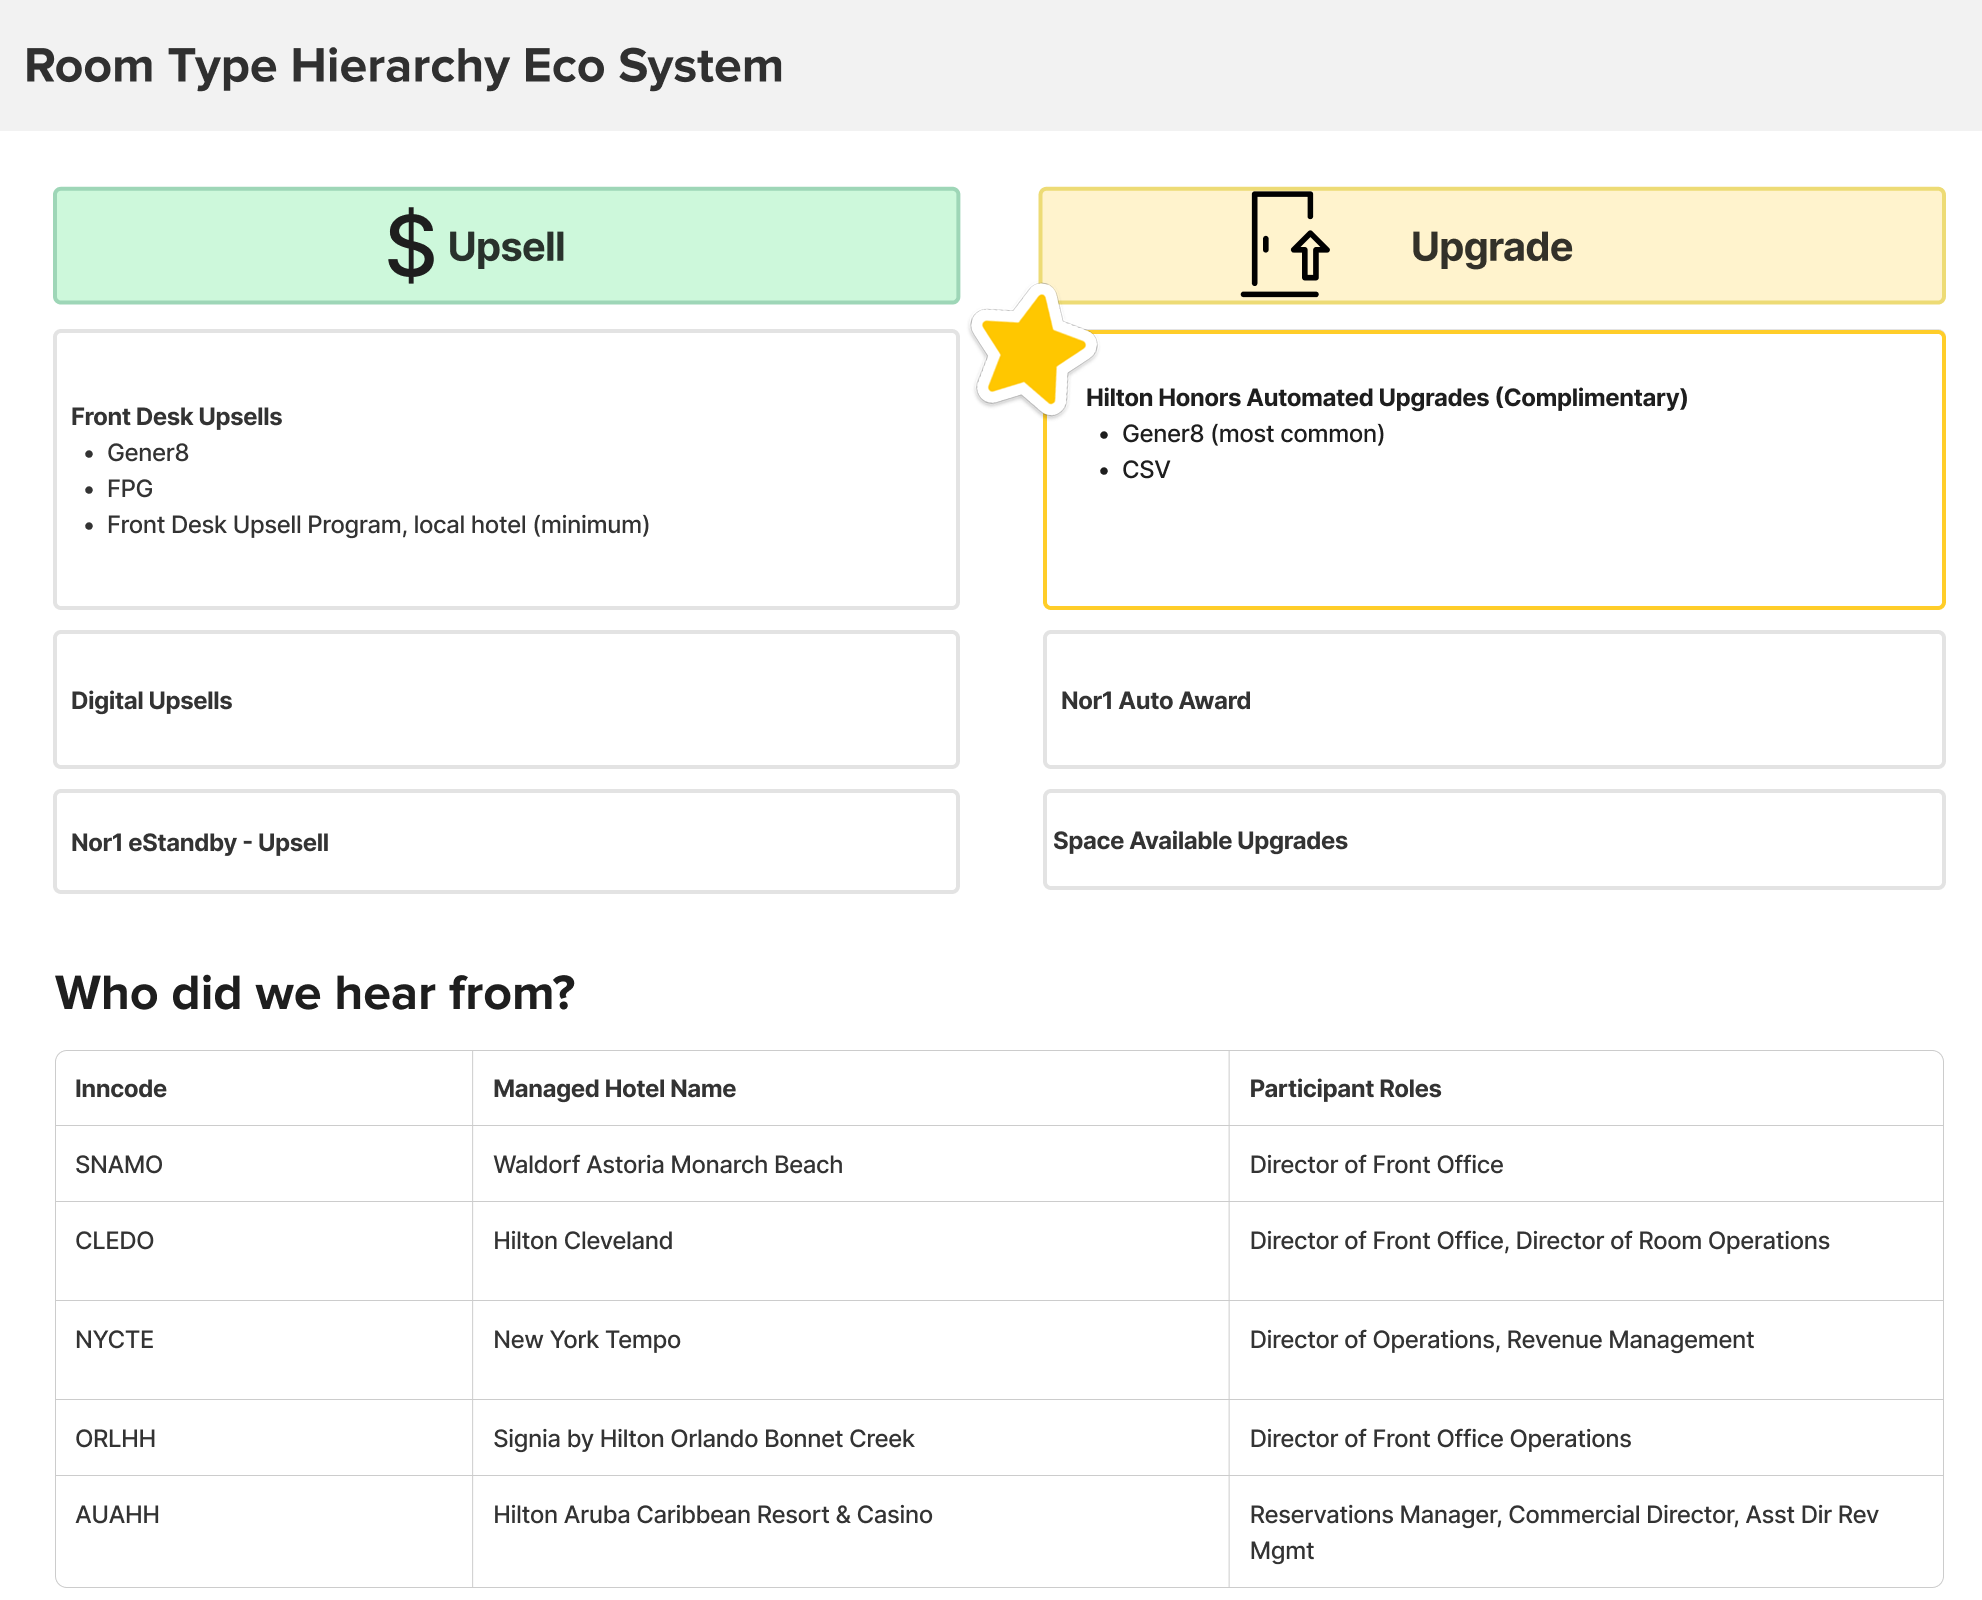 Room Type Hierarchy Eco System
$ Upsell
Upgrade
Front Desk Upsells
• Gener8
• FPG
• Front Desk Upsell Program, local hotel (minimum)
Hilton Honors Automated Upgrades (Complimentary)
• Gener8 (most common)
• CSV
Digital Upsells
Nor1 Auto Award
Nor1 eStandby - Upsell
Space Available Upgrades
Who did we hear from?
Inncode Managed Hotel Name Participant Roles
SNAMO Waldorf Astoria Monarch Beach Director of Front Office
CLEDO Hilton Cleveland Director of Front Office, Director of Room Operations
NYCTE New York Tempo Director of Operations, Revenue Management
ORLHH Signia by Hilton Orlando Bonnet Creek Director of Front Office Operations
AUAHH Hilton Aruba Caribbean Resort & Casino Reservations Manager, Commercial Director, Asst Dir Rev
Mgmt